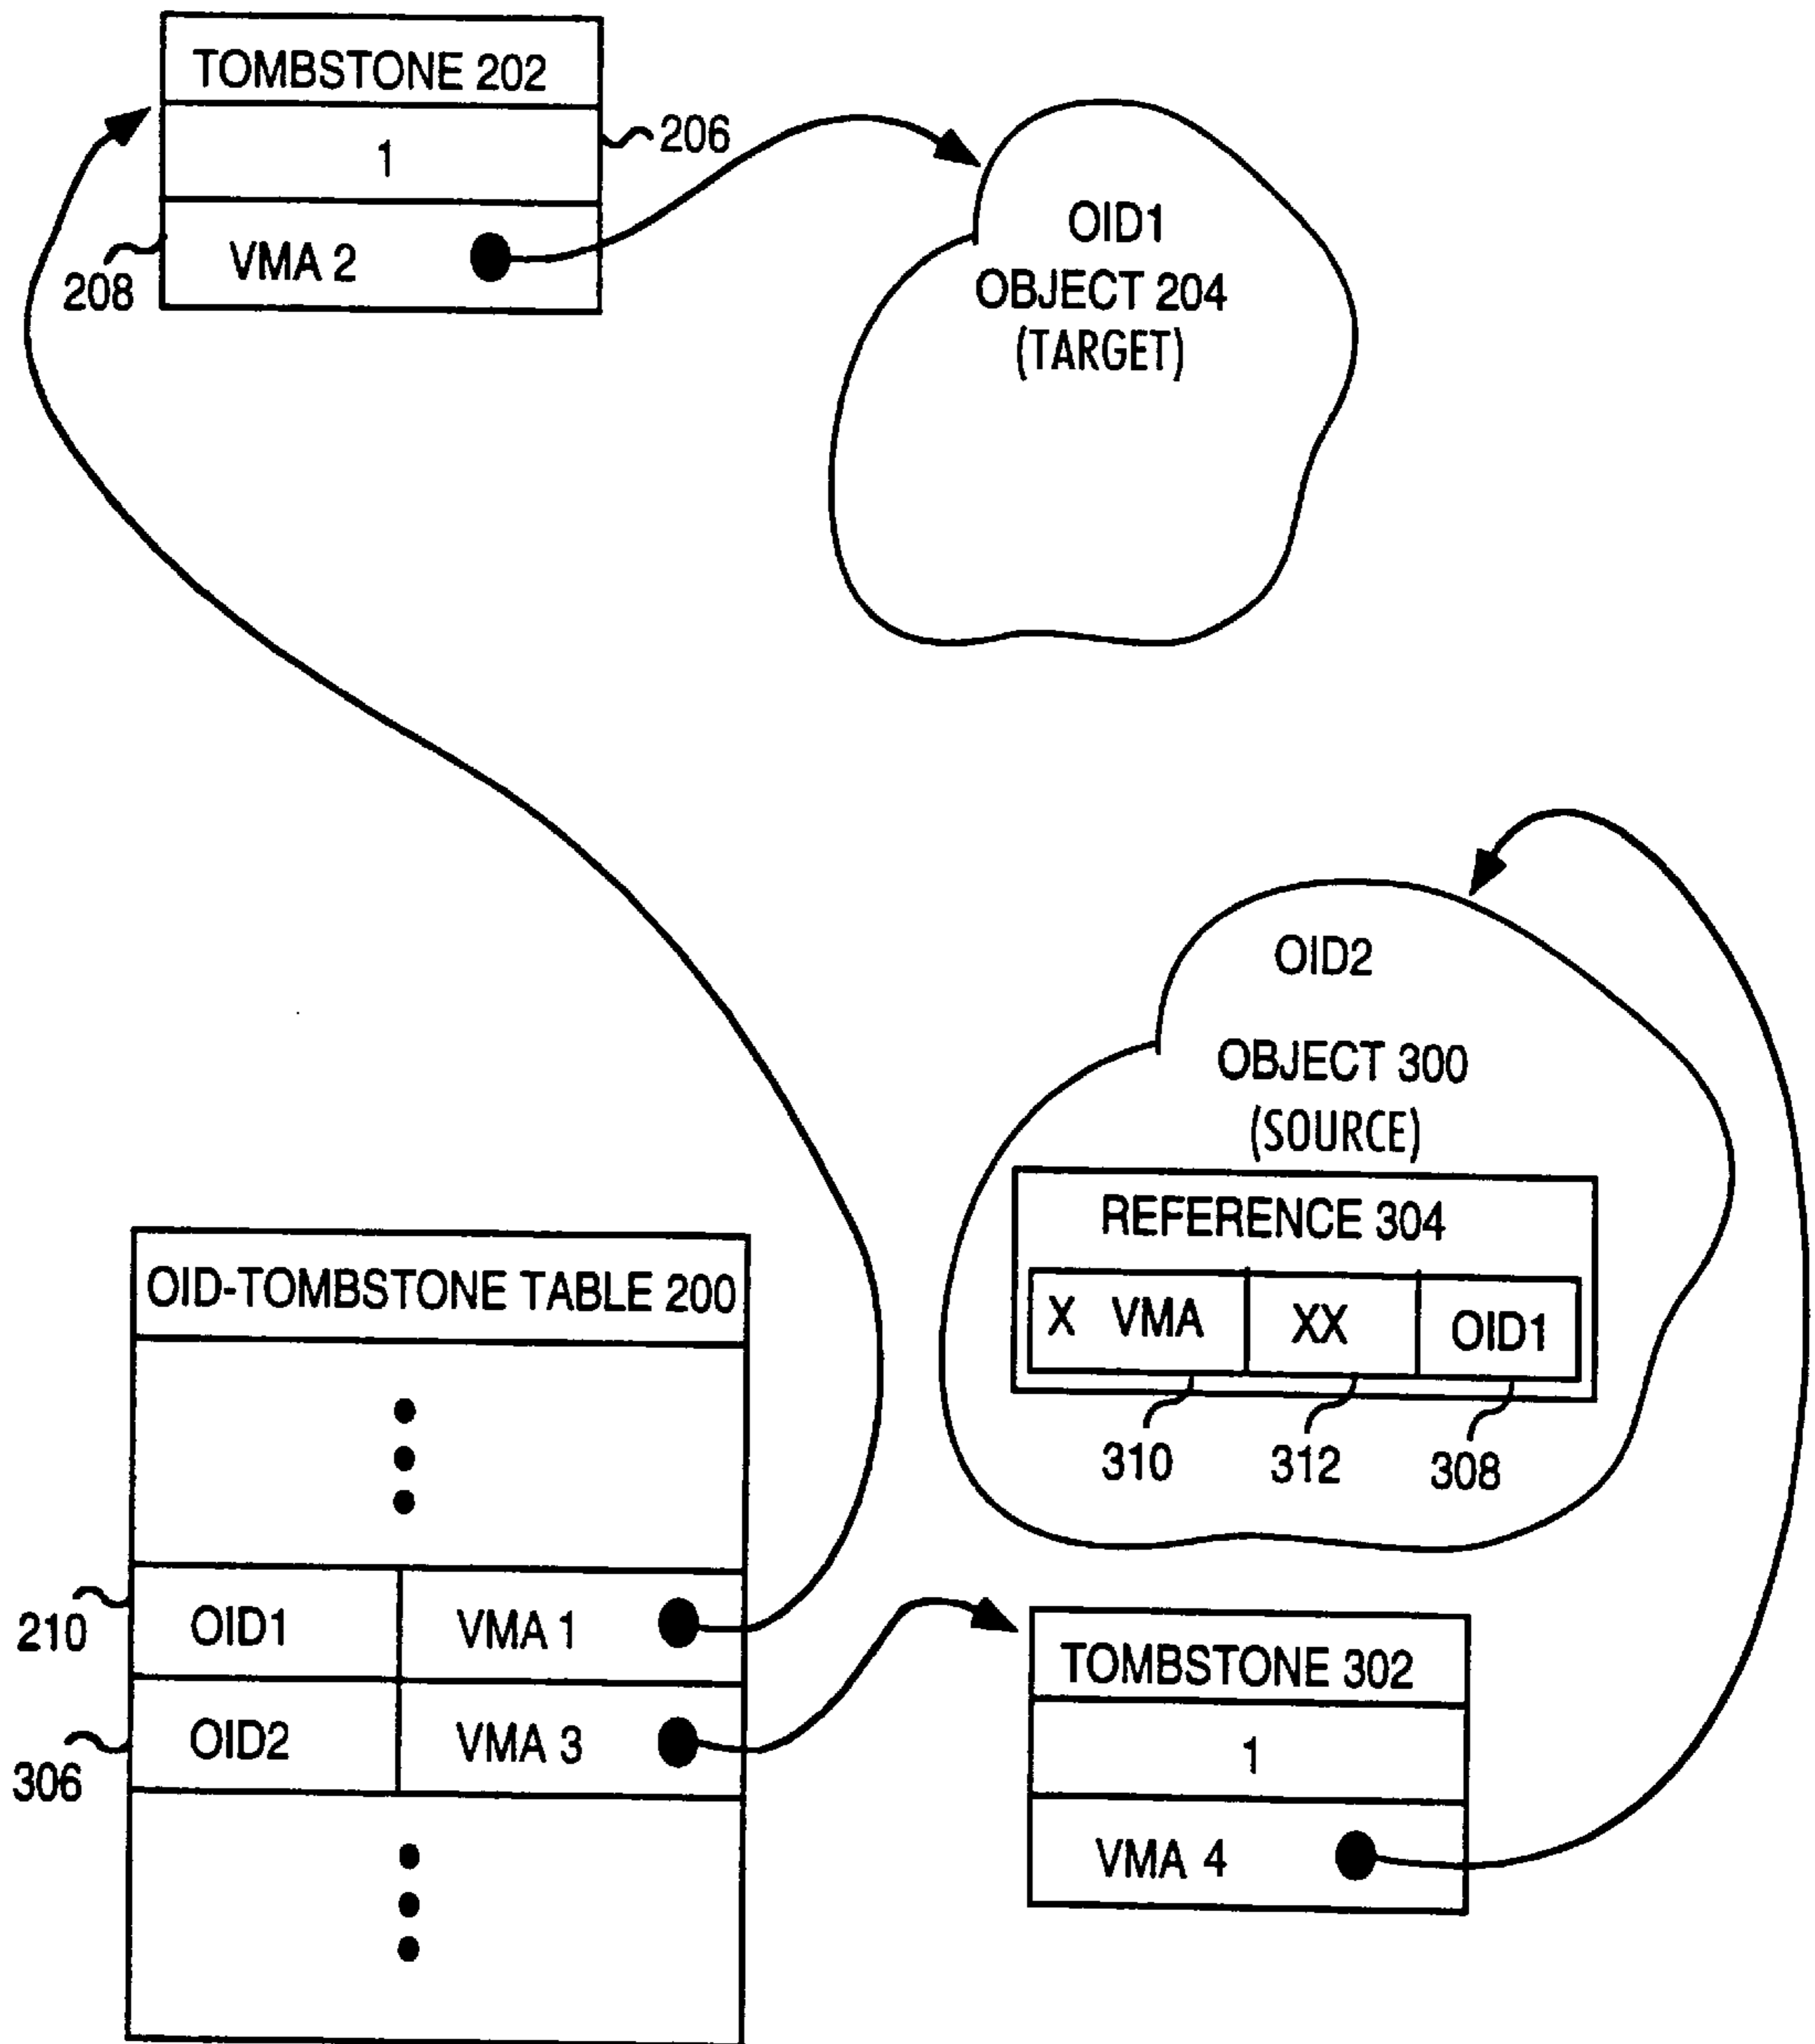 TOMBSTONE 202
1
206
VMA 2
208
OID1
OBJECT 204
(TARGET)
OID2
OBJECT 300
(SOURCE)
REFERENCE 304
X VMA
XX
OID1
310
312
308
OID-TOMBSTONE TABLE 200
210
OID1
VMA 1
306
OID2
VMA 3
TOMBSTONE 302
1
VMA 4